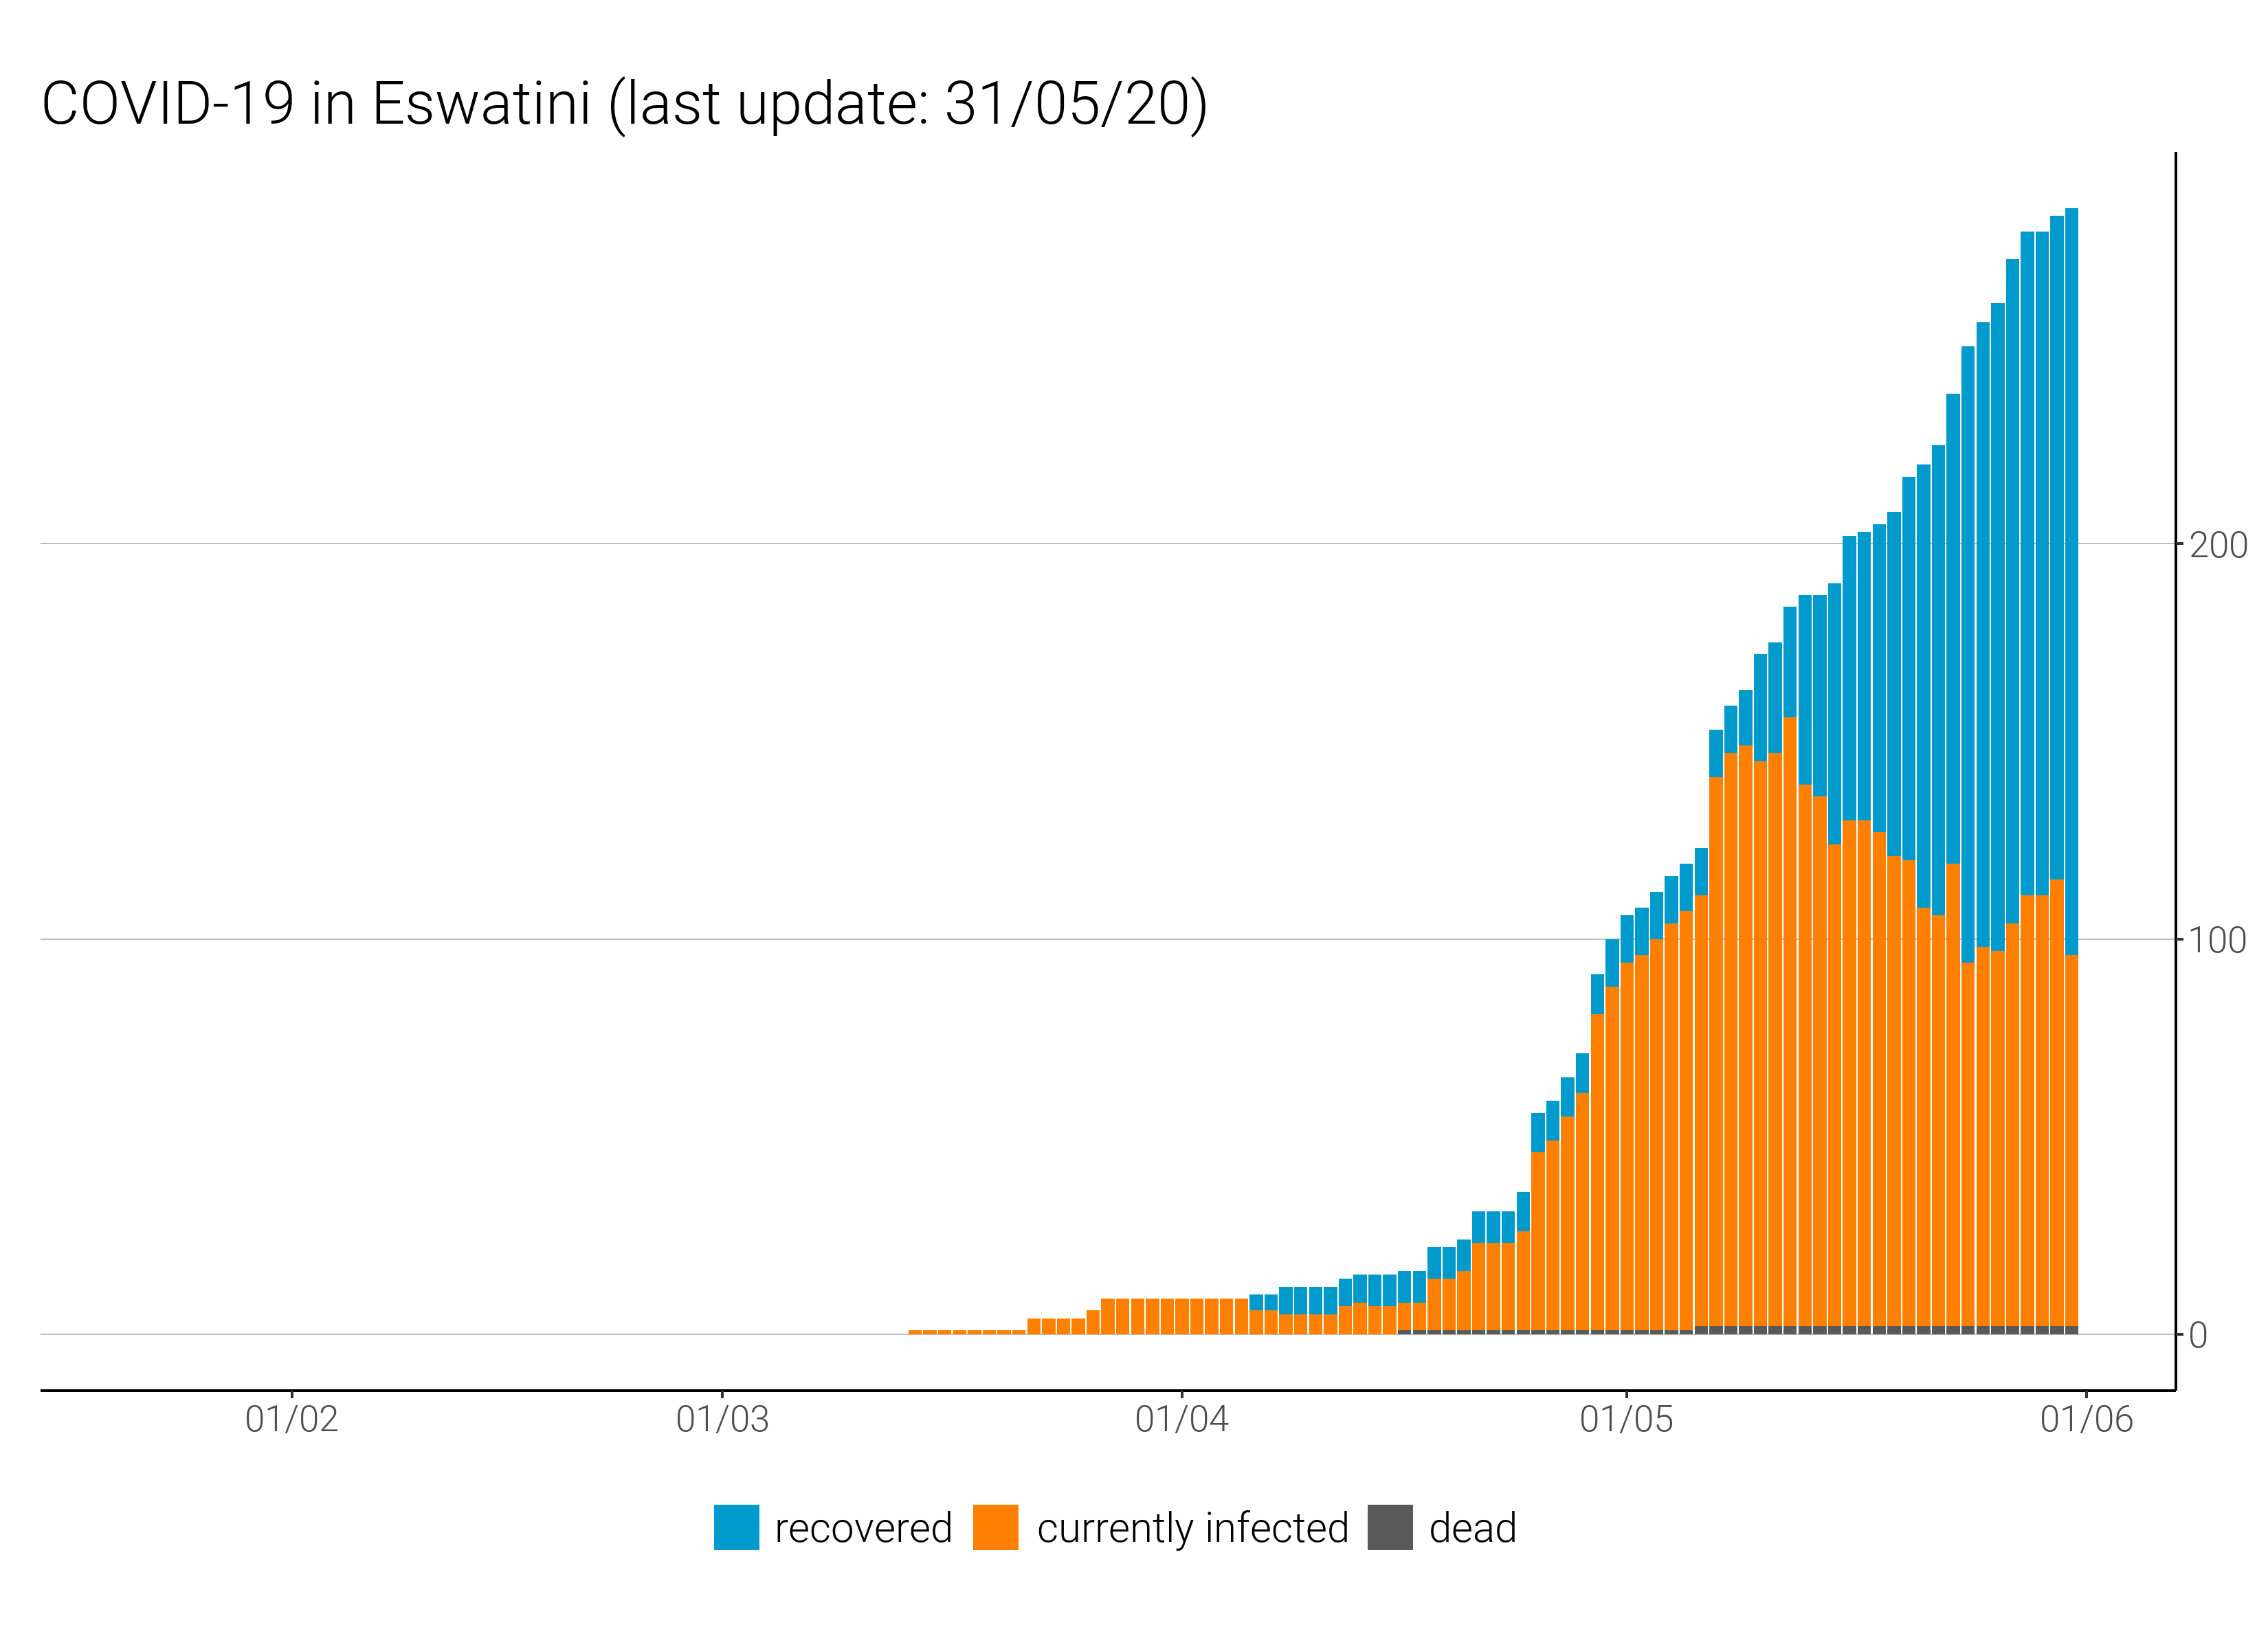 COVID-19 in Eswatini (last update: 31/05/20)
200
100
0
01/02 01/03 01/04 01/05 01/06
recovered currently infected dead